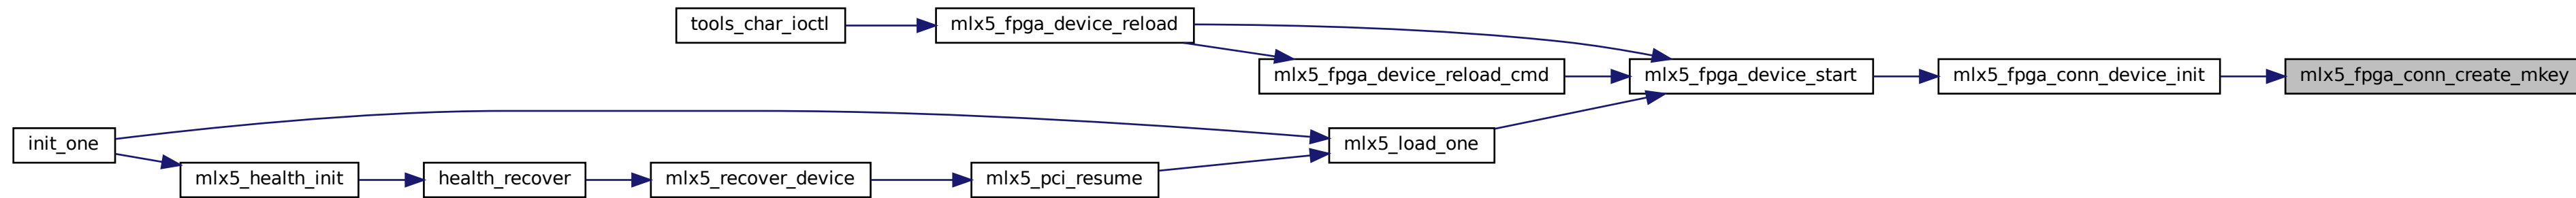 tools_char_ioctl
mlx5_fpga_device_reload
mlx5_fpga_device_reload_cmd
mlx5_fpga_device_start
mlx5_fpga_conn_device_init
mlx5_fpga_conn_create_mkey
init_one
mlx5_load_one
mlx5_health_init
health_recover
mlx5_recover_device
mlx5_pci_resume